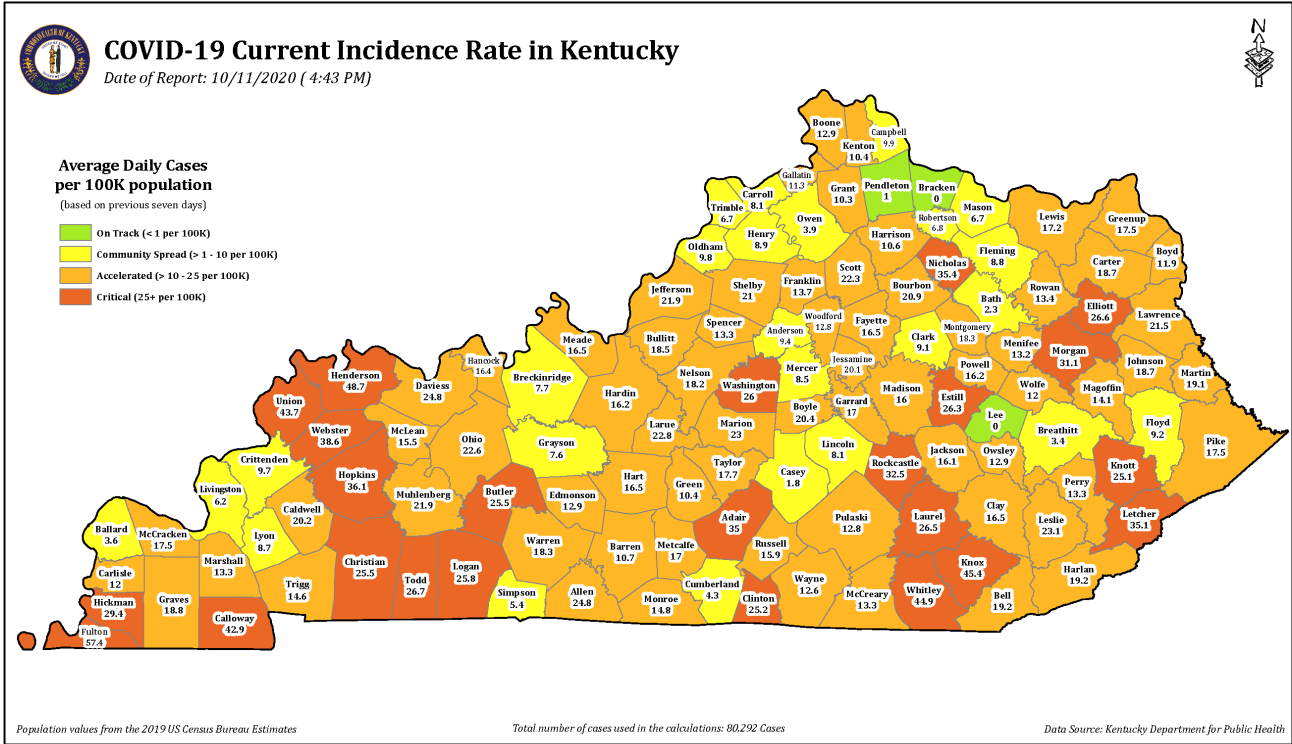 COVID-19 Current Incidence Rate in Kentucky
Date of Report: 10/11/2020 ( 4:43 PM)
N
Average Daily Cases
per 100K population
(based on previous seven days)
On Track (< 1 per 100K)
Community Spread (> 1 - 10 per 100K)
Accelerated (> 10 - 25 per 100K)
Critical (25+ per 100K)
Boone
12.9
Kenton
10.4
Campbell
9.9
Gallatin
11.3
Grant
10.3
Pendleton
1
Bracken
0
Carroll
8.1
Trimble
6.7
Owen
3.9
Robertson
6.8
Mason
6.7
Lewis
17.2
Greenup
17.5
Oldham
9.8
Henry
8.9
Harrison
10.6
Nicholas
35.4
Fleming
8.8
Carter
18.7
Boyd
11.9
Jefferson
21.9
Shelby
21
Franklin
13.7
Scott
22.3
Bourbon
20.9
Bath
2.3
Rowan
13.4
Elliott
26.6
Lawrence
21.5
Spencer
13.3
Anderson
9.4
Woodford
12.8
Fayette
16.5
Clark
9.1
Montgomery
18.3
Menifee
13.2
Morgan
31.1
Johnson
18.7
Martin
19.1
Meade
16.5
Bullitt
18.5
Nelson
18.2
Washington
26
Mercer
8.5
Jessamine
20.1
Madison
16
Estill
26.3
Powell
16.2
Wolfe
12
Magoffin
14.1
Hancock
16.4
Breckinridge
7.7
Hardin
16.2
Henderson
48.7
Daviess
24.8
Union
43.7
Webster
38.6
McLean
15.5
Ohio
22.6
Grayson
7.6
Larue
22.8
Marion
23
Boyle
20.4
Garrard
17
Lincoln
8.1
Lee
0
Breathitt
3.4
Floyd
9.2
Pike
17.5
Crittenden
9.7
Hopkins
36.1
Muhlenberg
21.9
Butler
25.5
Edmonson
12.9
Hart
16.5
Green
10.4
Taylor
17.7
Casey
1.8
Rockcastle
32.5
Jackson
16.1
Owsley
12.9
Perry
13.3
Knott
25.1
Livingston
6.2
Caldwell
20.2
Lyon
8.7
Ballard
3.6
McCracken
17.5
Marshall
13.3
Adair
35
Pulaski
12.8
Laurel
26.5
Clay
16.5
Leslie
23.1
Letcher
35.1
Christian
25.5
Todd
26.7
Logan
25.8
Warren
18.3
Barren
10.7
Metcalfe
17
Russell
15.9
Carlisle
12
Trigg
14.6
Simpson
5.4
Allen
24.8
Monroe
14.8
Cumberland
4.3
Clinton
25.2
Wayne
12.6
McCreary
13.3
Whitley
44.9
Knox
45.4
Bell
19.2
Harlan
19.2
Hickman
29.4
Graves
18.8
Calloway
42.9
Fulton
57.4
Population values from the 2019 US Census Bureau Estimates
Total number of cases used in the calculations: 80,292 Cases
Data Source: Kentucky Department for Public Health